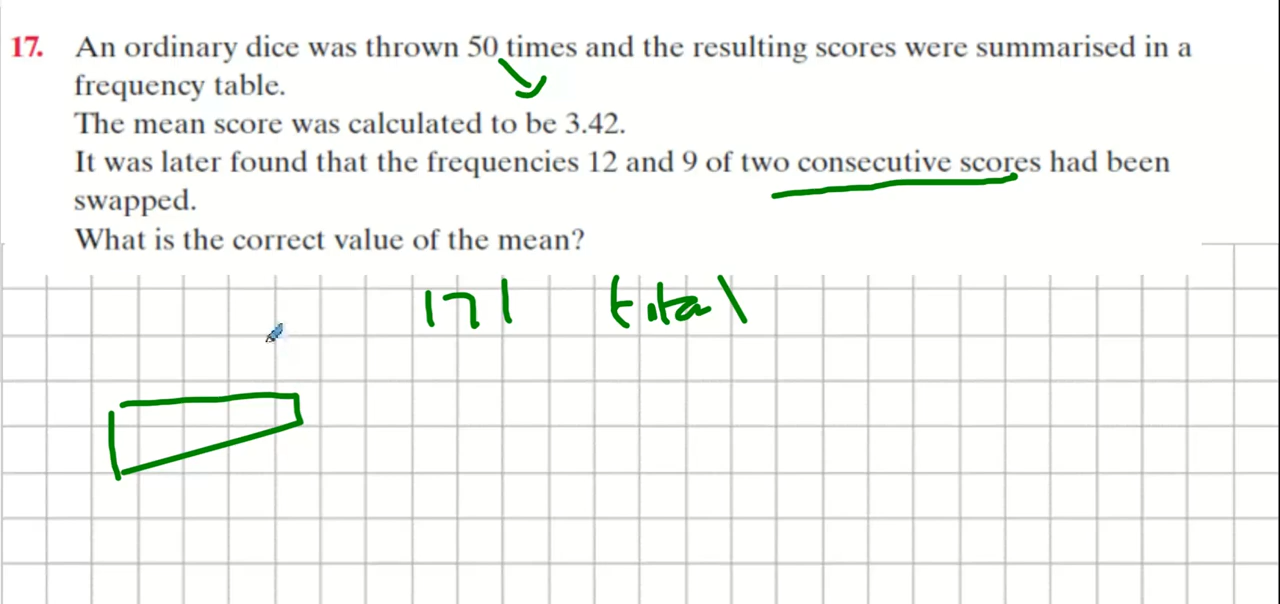 17. An ordinary dice was thrown 50 times and the resulting scores were summarised in a
frequency table.
The mean score was calculated to be 3.42.
It was later found that the frequencies 12 and 9 of two consecutive scores had been
swapped.
What is the correct value of the mean?
171 total